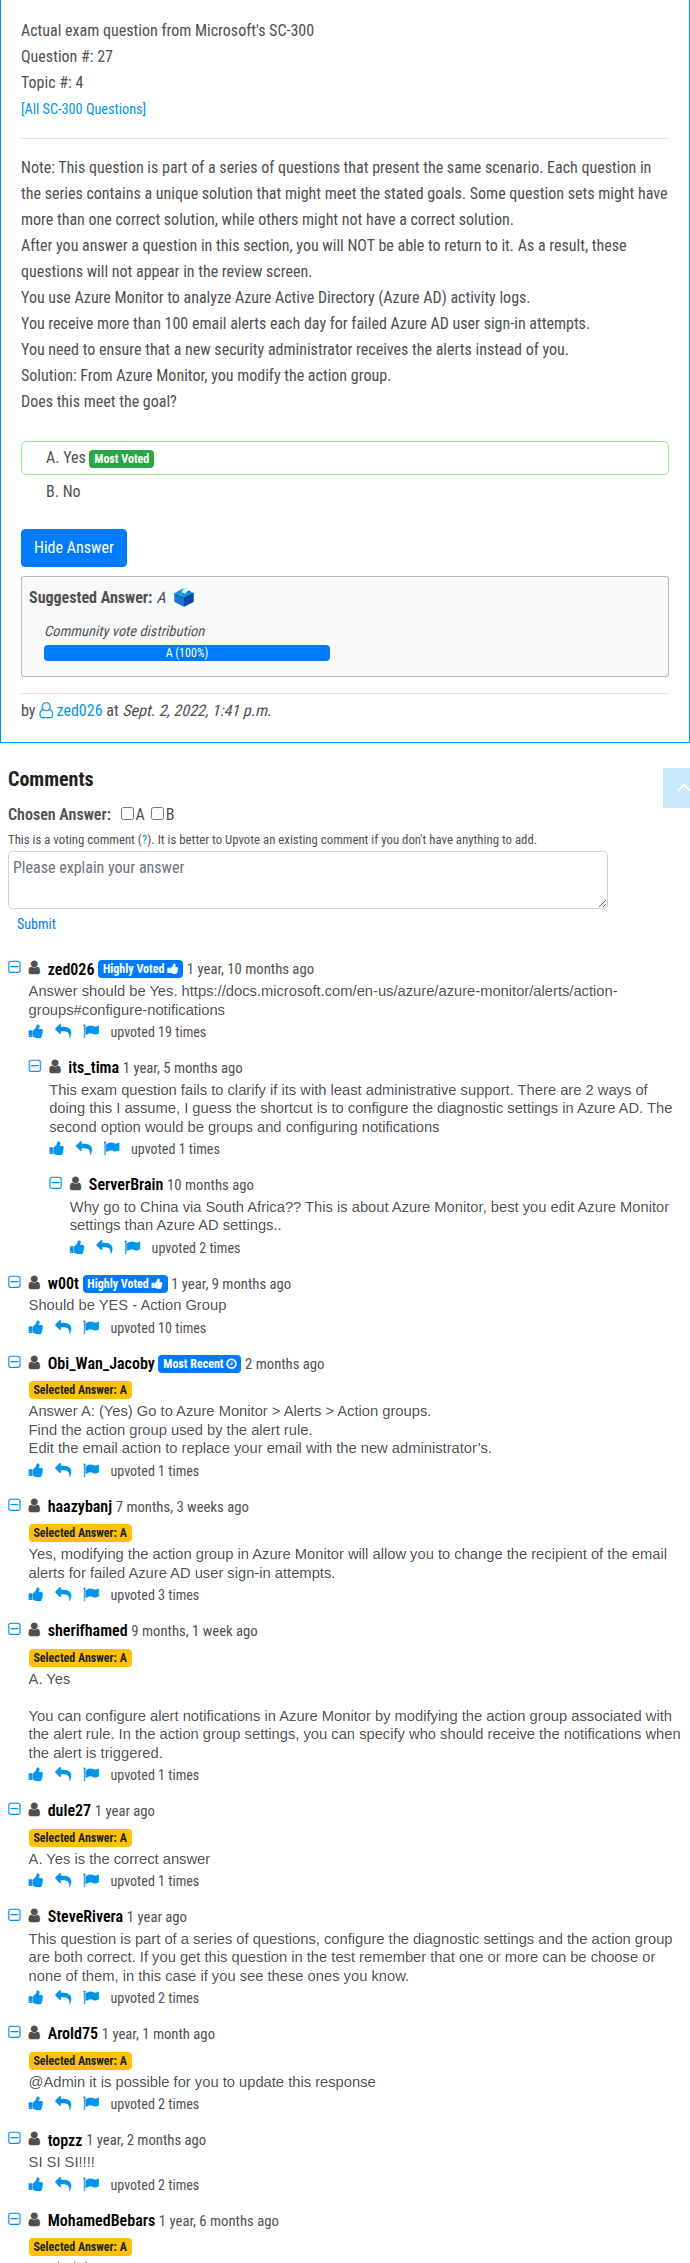 Actual exam question from Microsoft's SC-300
Question #: 27
Topic #: 4
[All SC-300 Questions]
Note: This question is part of a series of questions that present the same scenario. Each question in
the series contains a unique solution that might meet the stated goals. Some question sets might have
more than one correct solution, while others might not have a correct solution.
After you answer a question in this section, you will NOT be able to return to it. As a result, these
questions will not appear in the review screen.
You use Azure Monitor to analyze Azure Active Directory (Azure AD) activity logs.
You receive more than 100 email alerts each day for failed Azure AD user sign-in attempts.
You need to ensure that a new security administrator receives the alerts instead of you.
Solution: From Azure Monitor, you modify the action group.
Does this meet the goal?
A. Yes Most Voted
B. No
Hide Answer
Suggested Answer: A
Community vote distribution
A (100%)
by zed026 at Sept. 2, 2022, 1:41 p.m.
Comments
Chosen Answer: A B
This is a voting comment (?). It is better to Upvote an existing comment if you don't have anything to add.
Please explain your answer
Submit
zed026 Highly Voted 1 year, 10 months ago
Answer should be Yes. https://docs.microsoft.com/en-us/azure/azure-monitor/alerts/action-
groups#configure-notifications
upvoted 19 times
its_tima 1 year, 5 months ago
This exam question fails to clarify if its with least administrative support. There are 2 ways of
doing this I assume, I guess the shortcut is to configure the diagnostic settings in Azure AD. The
second option would be groups and configuring notifications
upvoted 1 times
ServerBrain 10 months ago
Why go to China via South Africa?? This is about Azure Monitor, best you edit Azure Monitor
settings than Azure AD settings..
upvoted 2 times
w00t Highly Voted 1 year, 9 months ago
Should be YES - Action Group
upvoted 10 times
Obi_Wan_Jacoby Most Recent 2 months ago
Selected Answer: A
Answer A: (Yes) Go to Azure Monitor > Alerts > Action groups.
Find the action group used by the alert rule.
Edit the email action to replace your email with the new administrator’s.
upvoted 1 times
haazybanj 7 months, 3 weeks ago
Selected Answer: A
Yes, modifying the action group in Azure Monitor will allow you to change the recipient of the email
alerts for failed Azure AD user sign-in attempts.
upvoted 3 times
sherifhamed 9 months, 1 week ago
Selected Answer: A
A. Yes
You can configure alert notifications in Azure Monitor by modifying the action group associated with
the alert rule. In the action group settings, you can specify who should receive the notifications when
the alert is triggered.
upvoted 1 times
dule27 1 year ago
Selected Answer: A
A. Yes is the correct answer
upvoted 1 times
SteveRivera 1 year ago
This question is part of a series of questions, configure the diagnostic settings and the action group
are both correct. If you get this question in the test remember that one or more can be choose or
none of them, in this case if you see these ones you know.
upvoted 2 times
Arold75 1 year, 1 month ago
Selected Answer: A
@Admin it is possible for you to update this response
upvoted 2 times
topzz 1 year, 2 months ago
SI SI SI!!!!
upvoted 2 times
MohamedBebars 1 year, 6 months ago
Selected Answer: A